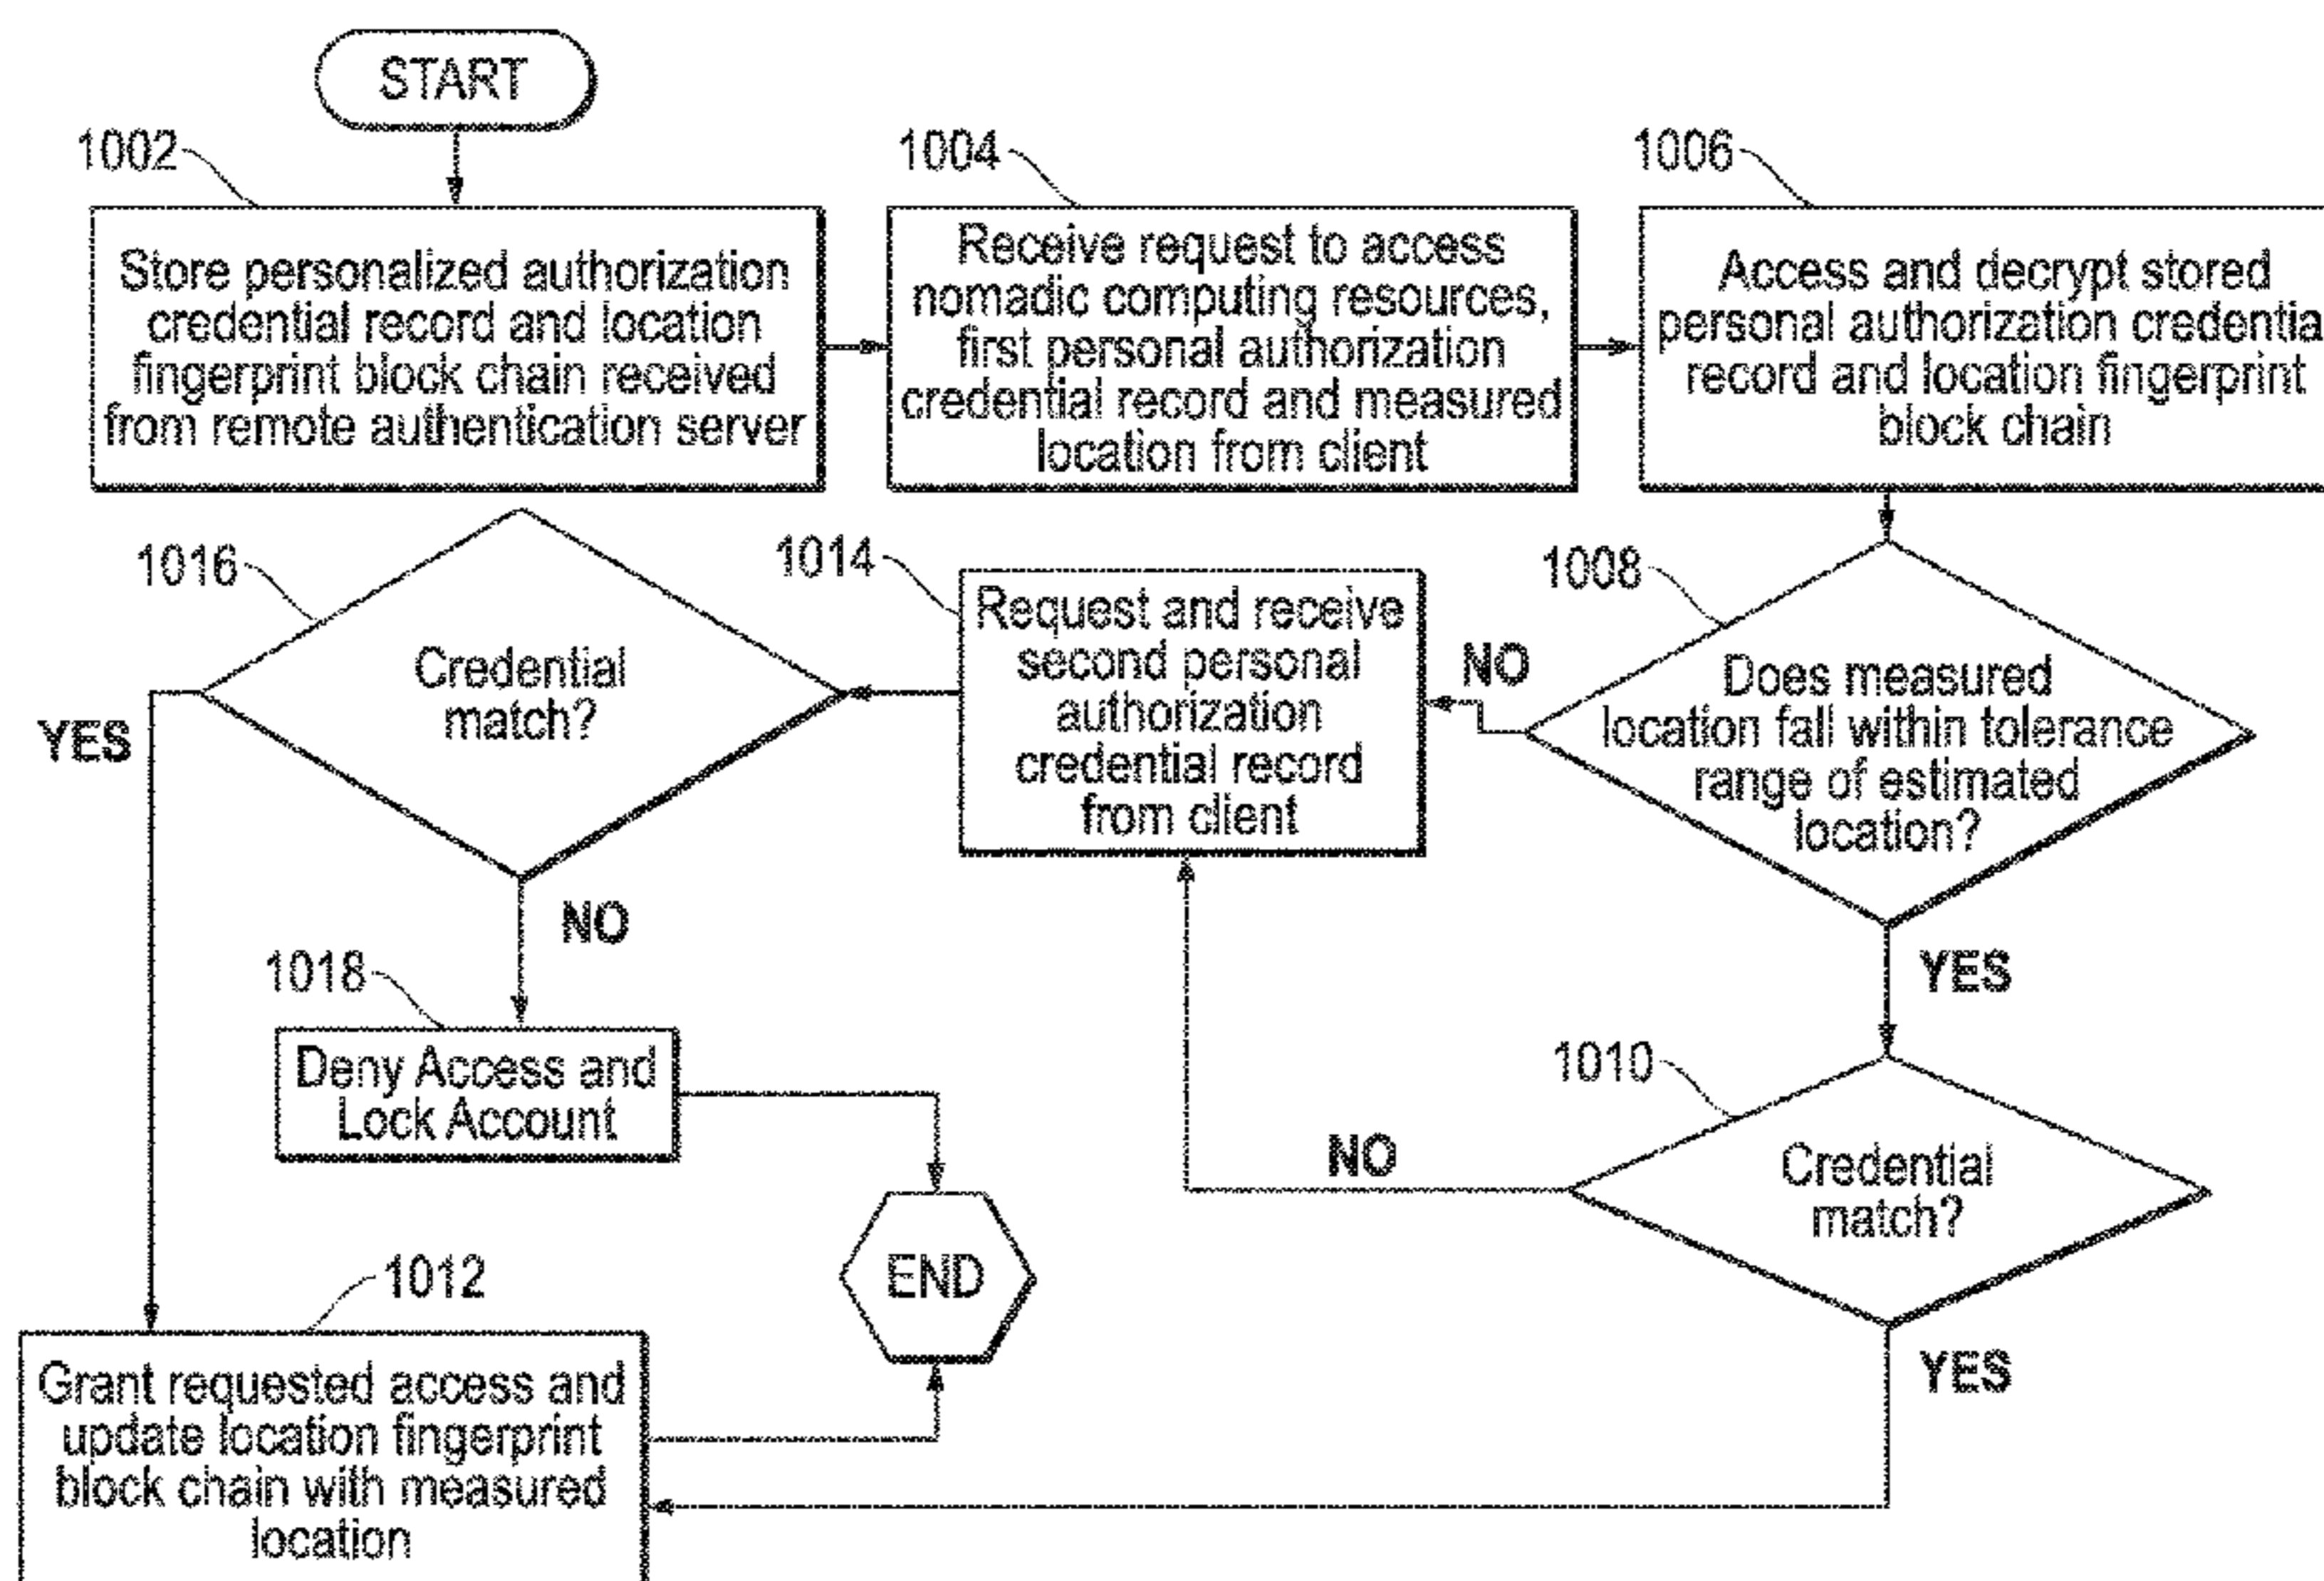 START
1002
Store personalized authorization
credential record and location
fingerprint block chain received
from remote authentication server
1004
Receive request to access
nomadic computing resources,
first personal authorization
credential record and measured
location from client
1006
Access and decrypt stored
personal authorization credential
record and location fingerprint
block chain
1008
Does measured
location fall within tolerance
range of estimated
location?
NO
YES
1014
Request and receive
second personal
authorization
credential record
from client
1016
Credential
match?
YES
NO
1018
Deny Access and
Lock Account
1010
Credential
match?
NO
YES
END
1012
Grant requested access and
update location fingerprint
block chain with measured
location